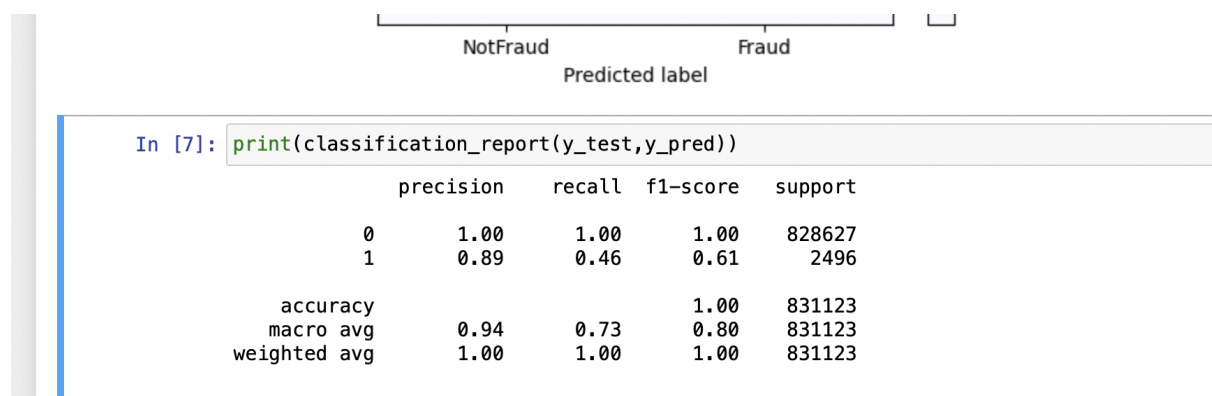 NotFraud Fraud
Predicted label
In [7]: print(classification_report(y_test,y_pred))
precision recall f1-score support
0 1.00 1.00 1.00 828627
1 0.89 0.46 0.61 2496
accuracy 1.00 831123
macro avg 0.94 0.73 0.80 831123
weighted avg 1.00 1.00 1.00 831123